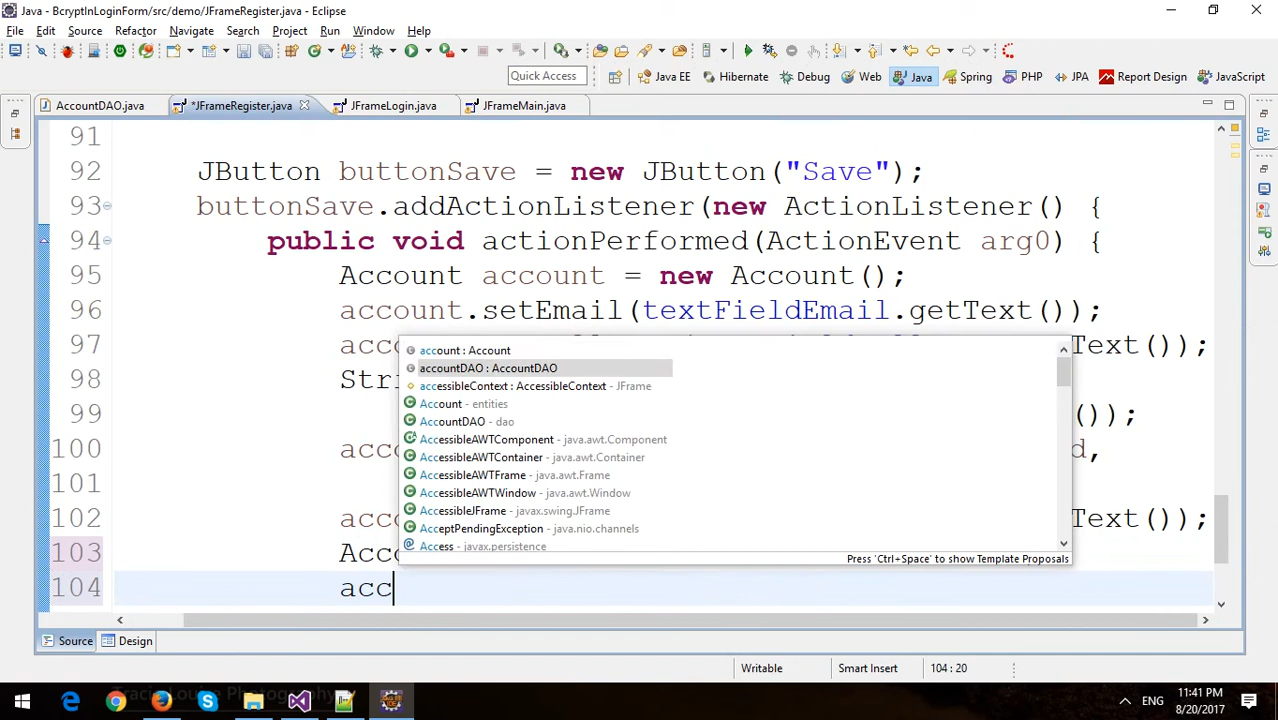 Java - BcryptInLoginForm/src/demo/JFrameRegister.java - Eclipse
File Edit Source Refactor Navigate Search Project Run Window Help
Quick Access Java EE Hibernate Debug Web Java Spring PHP JPA Report Design JavaScript
AccountDAO.java *JFrameRegister.java JFrameLogin.java JFrameMain.java
91
92 JButton buttonSave = new JButton("Save");
93 buttonSave.addActionListener(new ActionListener() {
94 public void actionPerformed(ActionEvent arg0) {
95 Account account = new Account();
96 account.setEmail(textFieldEmail.getText());
97 acco Text());
98 Stri
99 ());
100 acco d,
101
102 acco Text());
103 Acco
104 acc
account : Account
accountDAO : AccountDAO
accessibleContext : AccessibleContext - JFrame
Account - entities
AccountDAO - dao
AccessibleAWTComponent - java.awt.Component
AccessibleAWTContainer - java.awt.Container
AccessibleAWTFrame - java.awt.Frame
AccessibleAWTWindow - java.awt.Window
AccessibleJFrame - javax.swing.JFrame
AcceptPendingException - java.nio.channels
Access - javax.persistence
Press 'Ctrl+Space' to show Template Proposals
Source Design
Writable Smart Insert 104 : 20
Tracie Louise Photography
ENG 11:41 PM
8/20/2017